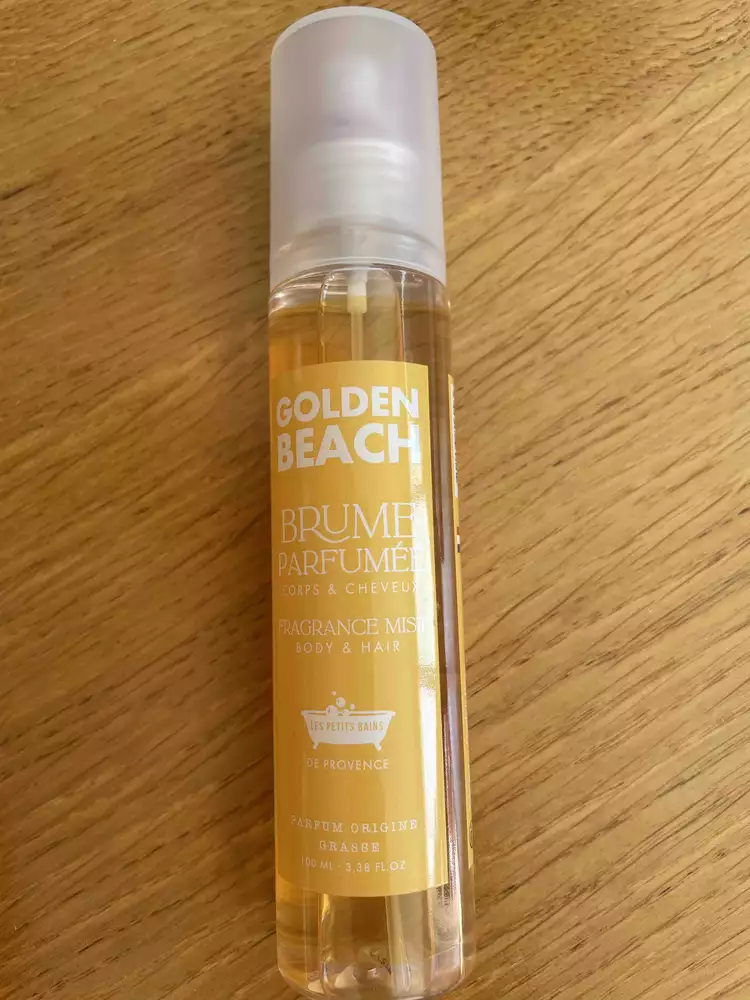 GOLDEN
BEACH
BRUME
PARFUMÉE
CORPS & CHEVEUX
FRAGRANCE MIST
BODY & HAIR
LES PETITS BAINS
DE PROVENCE
PARFUM ORIGINE
GRASSE
100 ML - 3,38 FL.OZ